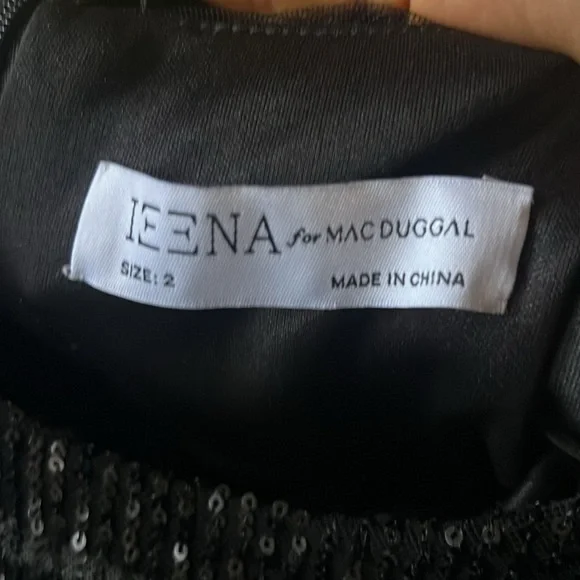 IEENA for MAC DUGGAL
SIZE: 2
MADE IN CHINA